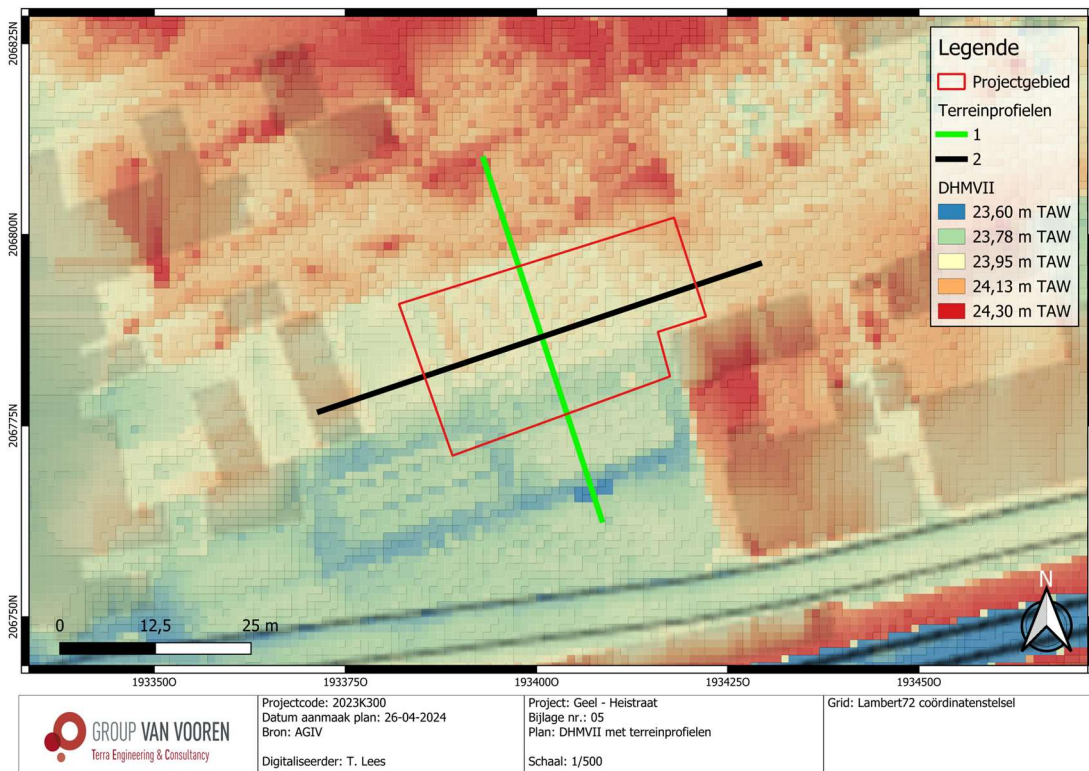 206825N
206800N
206775N
206750N
Legende
Projectgebied
Terreinprofielen
1
2
DHMVII
23,60 m TAW
23,78 m TAW
23,95 m TAW
24,13 m TAW
24,30 m TAW
0 12,5 25 m
N
193350O
193375O
193400O
193425O
193450O
GROUP VAN VOOREN
Terra Engineering & Consultancy
Projectcode: 2023K300
Datum aanmaak plan: 26-04-2024
Bron: AGIV
Digitaliseerder: T. Lees
Project: Geel - Heistraat
Bijlage nr.: 05
Plan: DHMVII met terreinprofielen
Schaal: 1/500
Grid: Lambert72 coördinatenstelsel